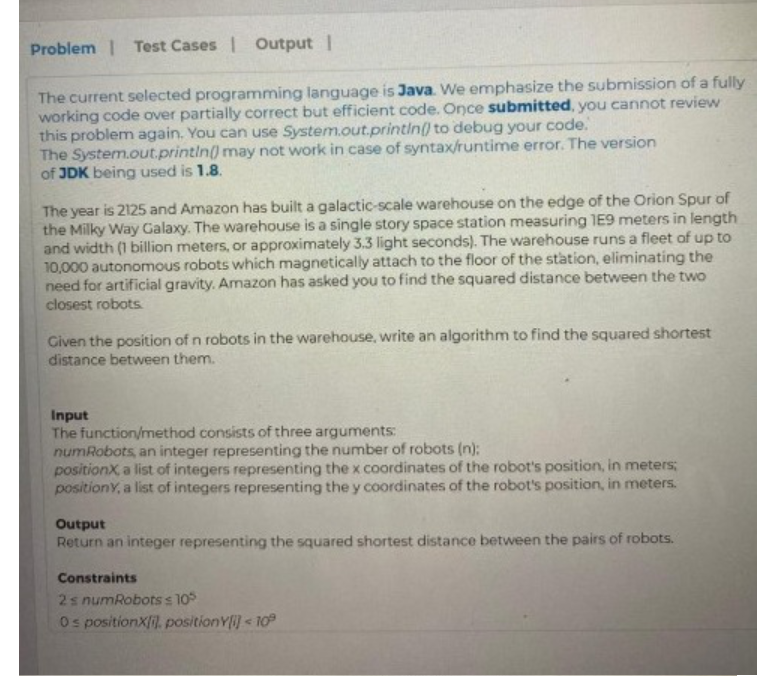 Problem | Test Cases | Output |
The current selected programming language is Java. We emphasize the submission of a fully
working code over partially correct but efficient code. Once submitted, you cannot review
this problem again. You can use System.out.println() to debug your code.
The System.out.println() may not work in case of syntax/runtime error. The version
of JDK being used is 1.8.
The year is 2125 and Amazon has built a galactic-scale warehouse on the edge of the Orion Spur of
the Milky Way Galaxy. The warehouse is a single story space station measuring 1E9 meters in length
and width (1 billion meters, or approximately 3.3 light seconds). The warehouse runs a fleet of up to
10,000 autonomous robots which magnetically attach to the floor of the station, eliminating the
need for artificial gravity. Amazon has asked you to find the squared distance between the two
closest robots.
Given the position of n robots in the warehouse, write an algorithm to find the squared shortest
distance between them.
Input
The function/method consists of three arguments:
numRobots, an integer representing the number of robots (n);
positionX, a list of integers representing the x coordinates of the robot's position, in meters;
positionY, a list of integers representing the y coordinates of the robot's position, in meters.
Output
Return an integer representing the squared shortest distance between the pairs of robots.
Constraints
2 ≤ numRobots ≤ 10⁵
0 ≤ positionX[i], positionY[i] < 10⁹